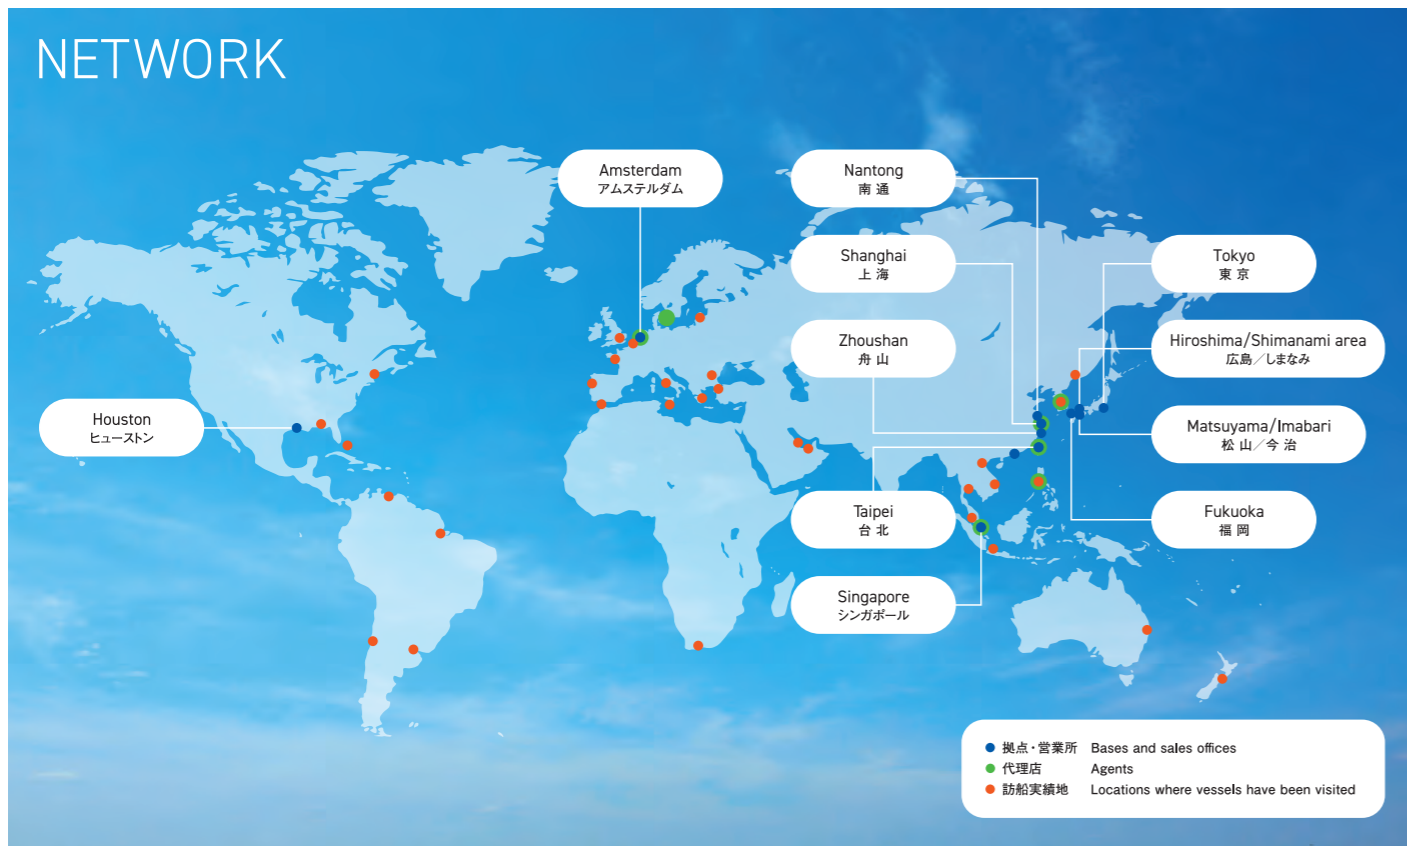 NETWORK
Amsterdam
アムステルダム
Nantong
南 通
Shanghai
上 海
Tokyo
東 京
Zhoushan
舟 山
Hiroshima/Shimanami area
広島／しまなみ
Houston
ヒューストン
Matsuyama/Imabari
松 山／今 治
Taipei
台 北
Fukuoka
福 岡
Singapore
シンガポール
拠点・営業所 Bases and sales offices
代理店 Agents
訪船実績地 Locations where vessels have been visited